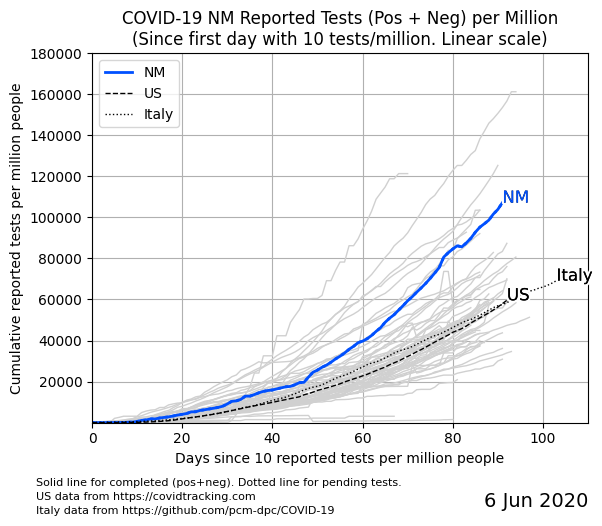 COVID-19 NM Reported Tests (Pos + Neg) per Million
(Since first day with 10 tests/million. Linear scale)
Cumulative reported tests per million people
180000
160000
140000
120000
100000
80000
60000
40000
20000
NM
US
Italy
NM
Italy
US
0 20 40 60 80 100
Days since 10 reported tests per million people
Solid line for completed (pos+neg). Dotted line for pending tests.
US data from https://covidtracking.com
Italy data from https://github.com/pcm-dpc/COVID-19
6 Jun 2020